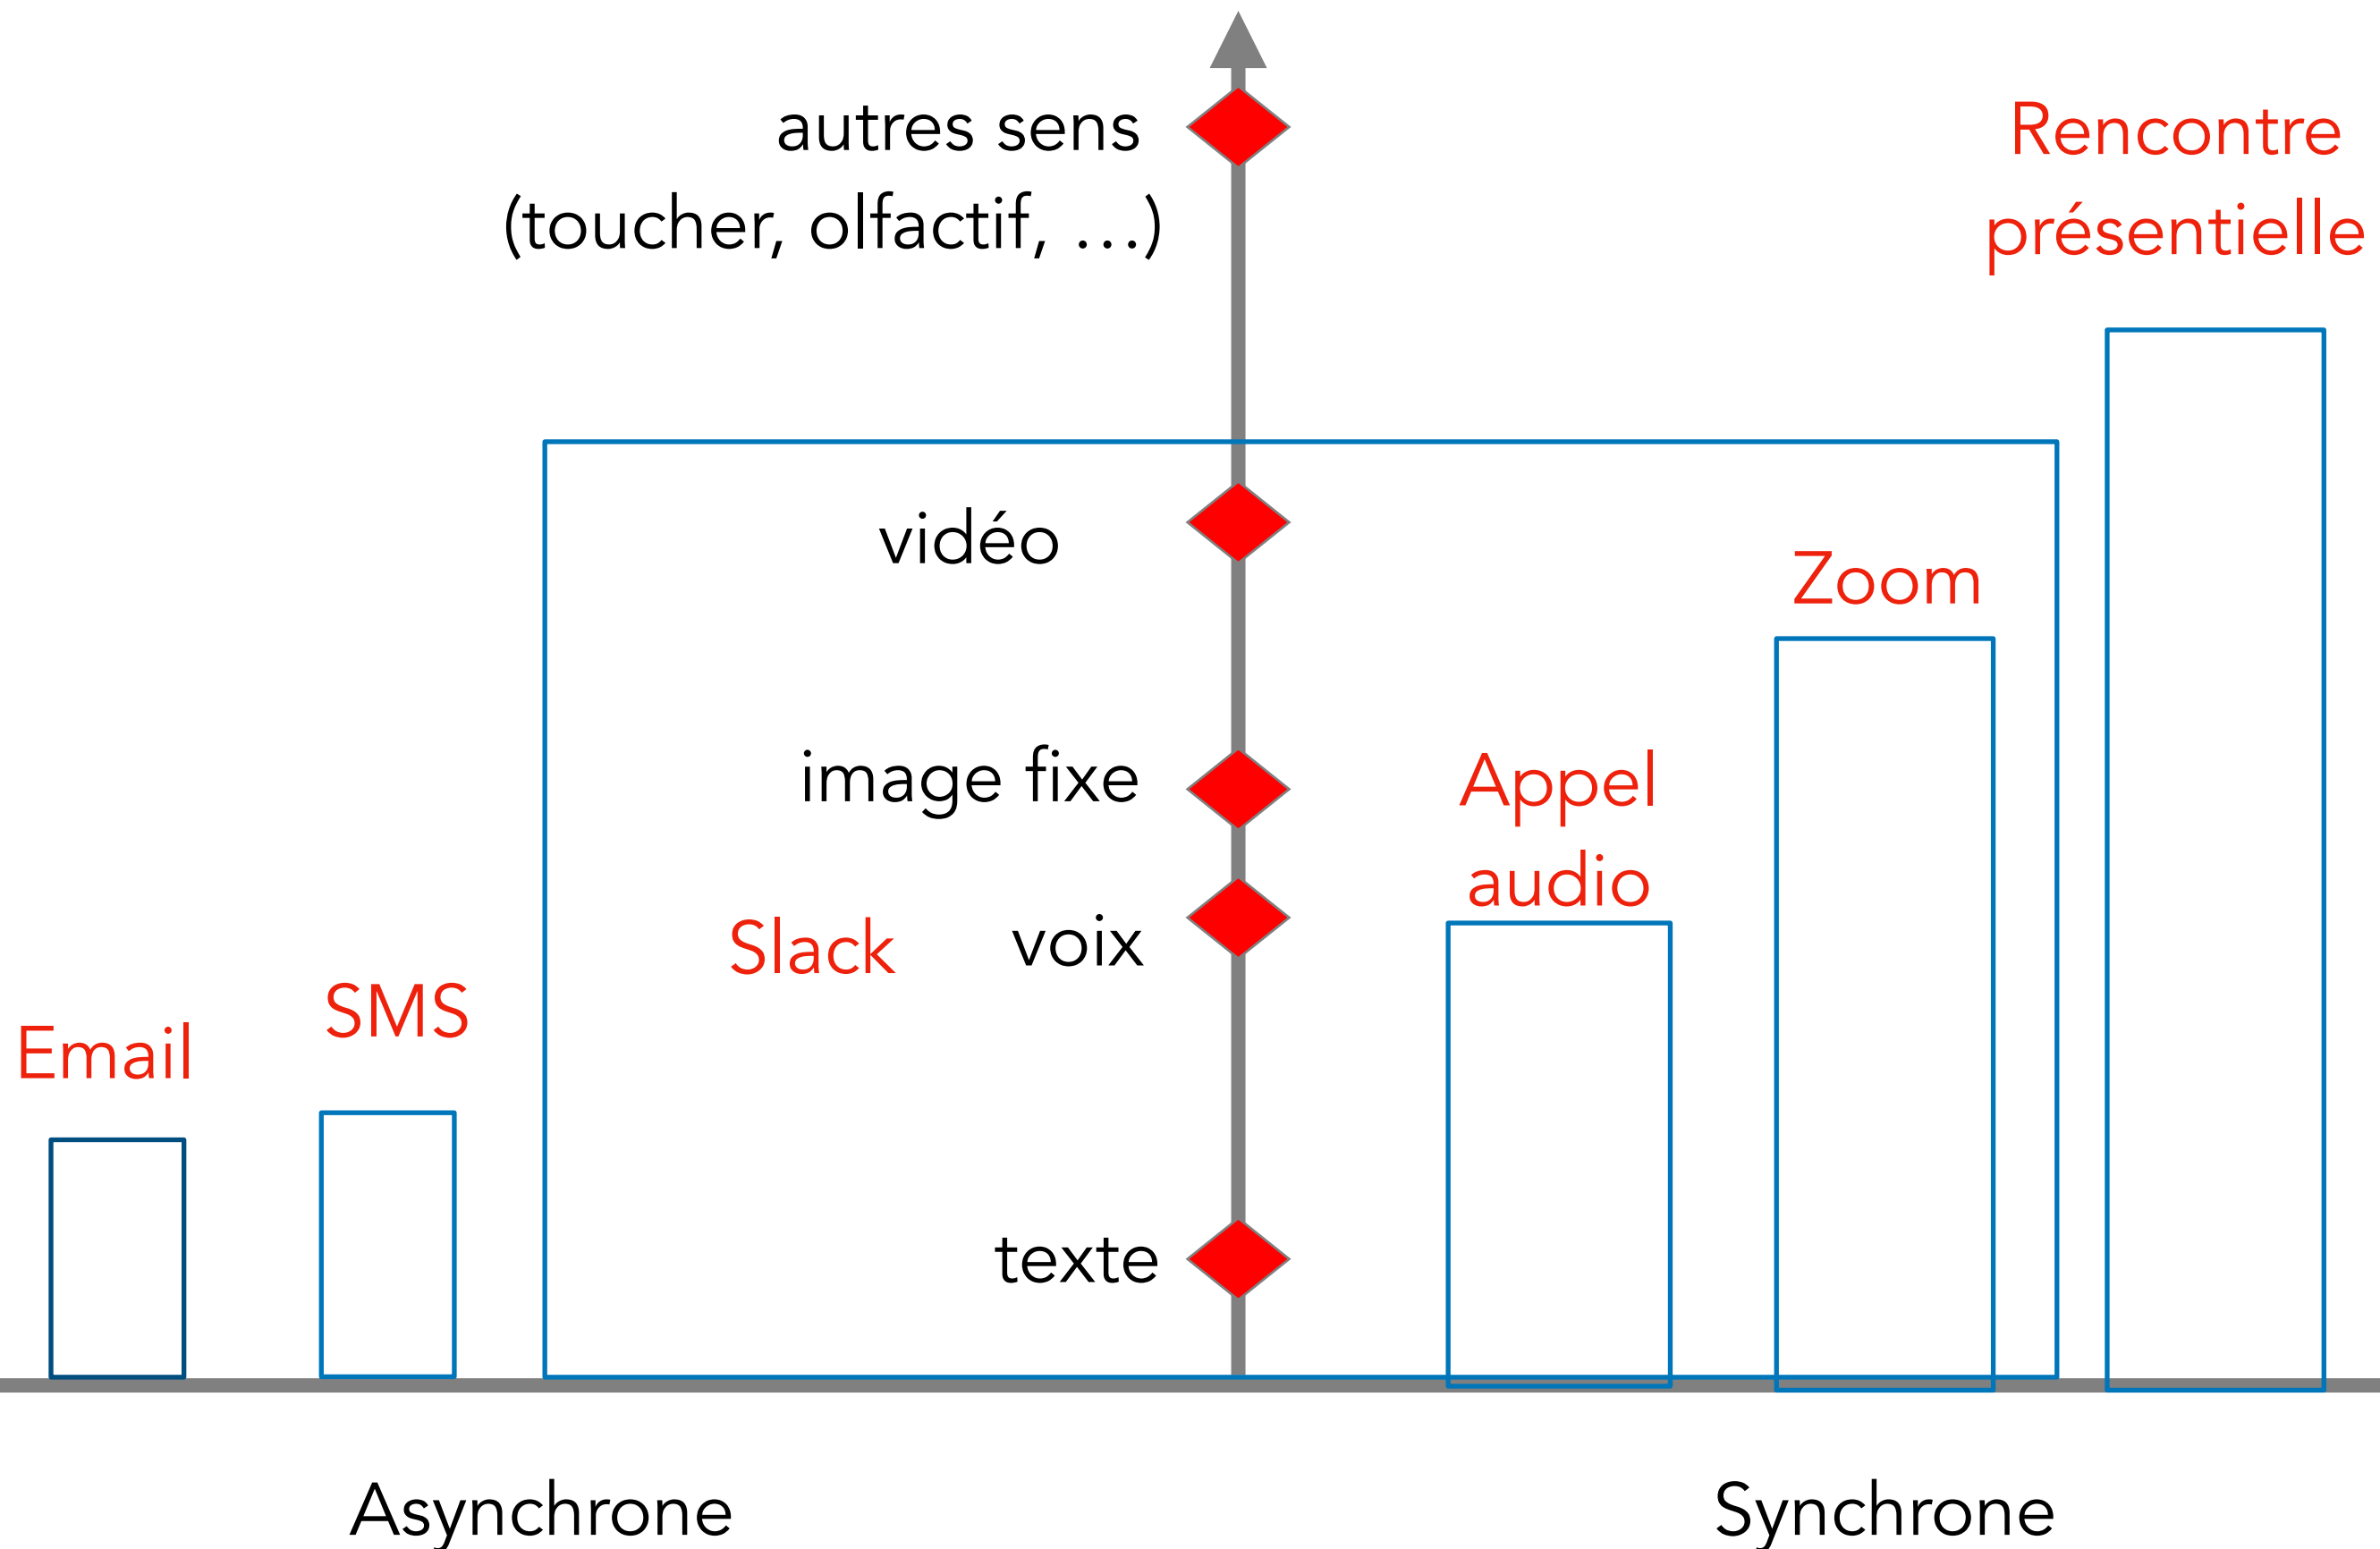 autres sens
(toucher, olfactif, …)
Rencontre
présentielle
vidéo
Zoom
image fixe
Appel
audio
voix
Slack
SMS
Email
texte
Asynchrone
Synchrone